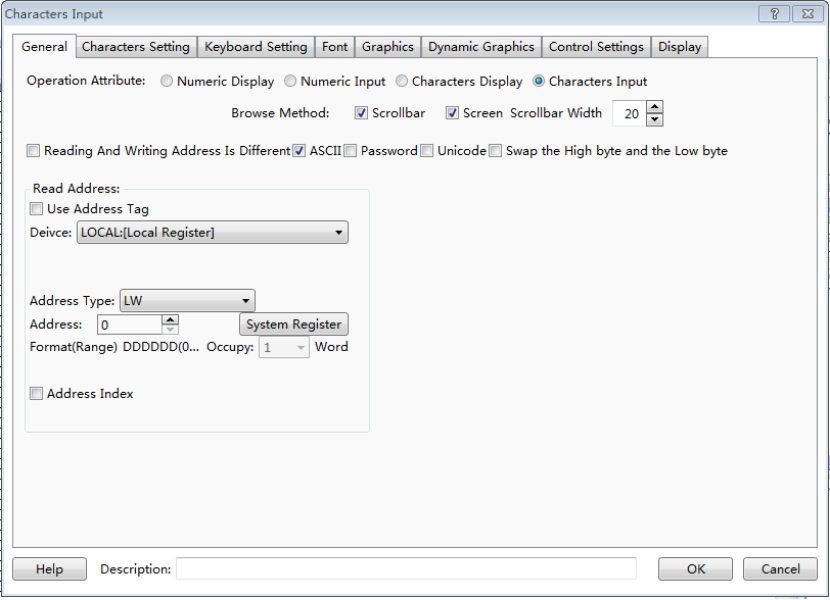 Characters Input
General Characters Setting Keyboard Setting Font Graphics Dynamic Graphics Control Settings Display
Operation Attribute: Numeric Display Numeric Input Characters Display Characters Input
Browse Method: Scrollbar Screen Scrollbar Width 20
Reading And Writing Address Is Different ASCII Password Unicode Swap the High byte and the Low byte
Read Address:
Use Address Tag
Deivce: LOCAL:[Local Register]
Address Type: LW
Address: 0 System Register
Format(Range) DDDDDD(0... Occupy: 1 Word
Address Index
Help Description: OK Cancel